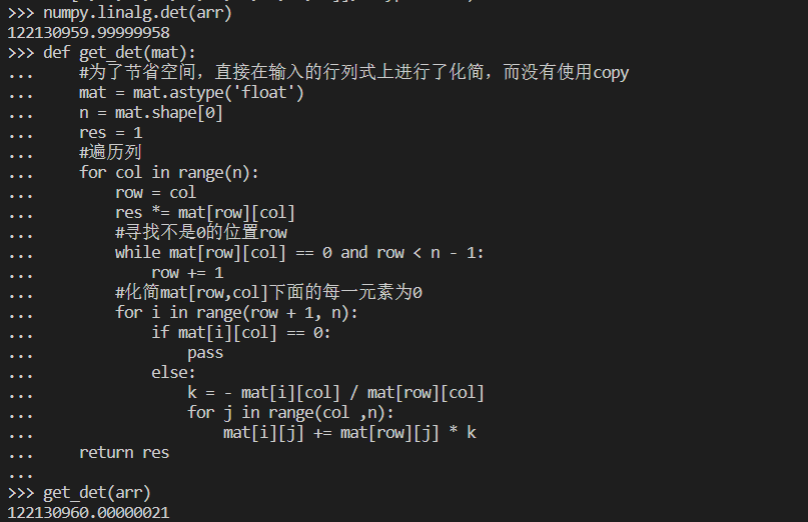 >>> numpy.linalg.det(arr)
122130959.99999958
>>> def get_det(mat):
...     #为了节省空间，直接在输入的行列式上进行了化简，而没有使用copy
...     mat = mat.astype('float')
...     n = mat.shape[0]
...     res = 1
...     #遍历列
...     for col in range(n):
...         row = col
...         res *= mat[row][col]
...         #寻找不是0的位置row
...         while mat[row][col] == 0 and row < n - 1:
...             row += 1
...         #化简mat[row,col]下面的每一元素为0
...         for i in range(row + 1, n):
...             if mat[i][col] == 0:
...                 pass
...             else:
...                 k = - mat[i][col] / mat[row][col]
...                 for j in range(col ,n):
...                     mat[i][j] += mat[row][j] * k
...     return res
...
>>> get_det(arr)
122130960.00000021